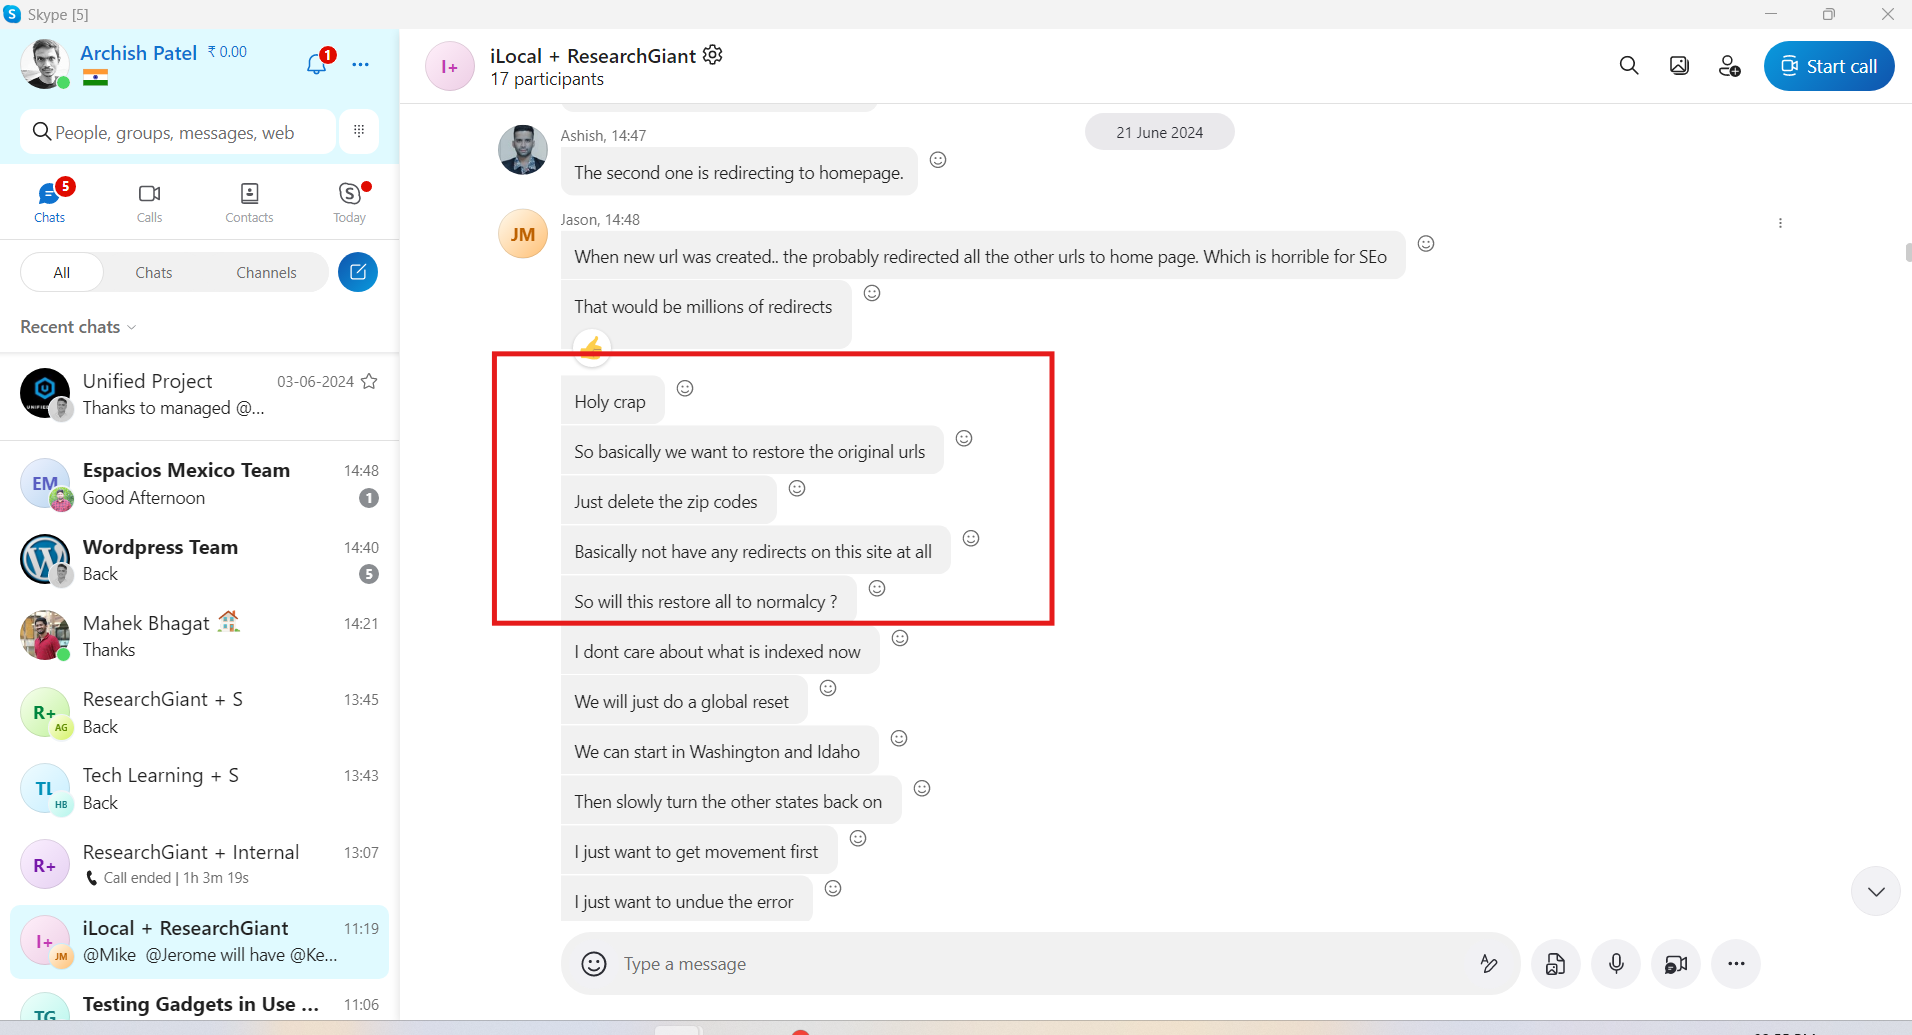 Skype [5]
Archish Patel ₹ 0.00
1
People, groups, messages, web
5
Chats
Calls
Contacts
Today
All
Chats
Channels
Recent chats
Unified Project 03-06-2024
Thanks to managed @...
EM
Espacios Mexico Team 14:48
Good Afternoon 1
Wordpress Team 14:40
Back 5
Mahek Bhagat 14:21
Thanks
R+
AG
ResearchGiant + S 13:45
Back
TL
HB
Tech Learning + S 13:43
Back
R+
ResearchGiant + Internal 13:07
Call ended | 1h 3m 19s
I+
JM
iLocal + ResearchGiant 11:19
@Mike @Jerome will have @Ke...
TG
Testing Gadgets in Use ... 11:06
I+
iLocal + ResearchGiant
17 participants
Start call
21 June 2024
Ashish, 14:47
The second one is redirecting to homepage.
JM
Jason, 14:48
When new url was created.. the probably redirected all the other urls to home page. Which is horrible for SEo
That would be millions of redirects
Holy crap
So basically we want to restore the original urls
Just delete the zip codes
Basically not have any redirects on this site at all
So will this restore all to normalcy ?
I dont care about what is indexed now
We will just do a global reset
We can start in Washington and Idaho
Then slowly turn the other states back on
I just want to get movement first
I just want to undue the error
Type a message